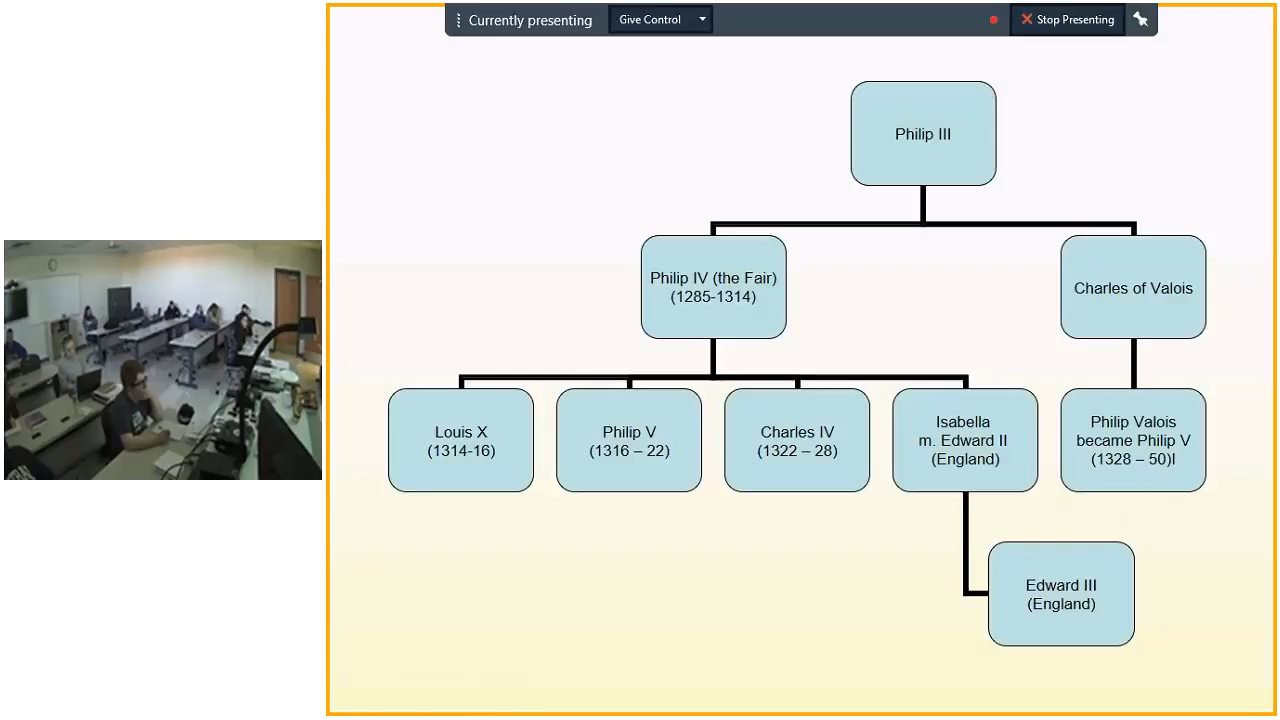 Currently presenting
Give Control
Stop Presenting
Philip III
Philip IV (the Fair)
(1285-1314)
Charles of Valois
Louis X
(1314-16)
Philip V
(1316 – 22)
Charles IV
(1322 – 28)
Isabella
m. Edward II
(England)
Philip Valois
became Philip V
(1328 – 50)I
Edward III
(England)